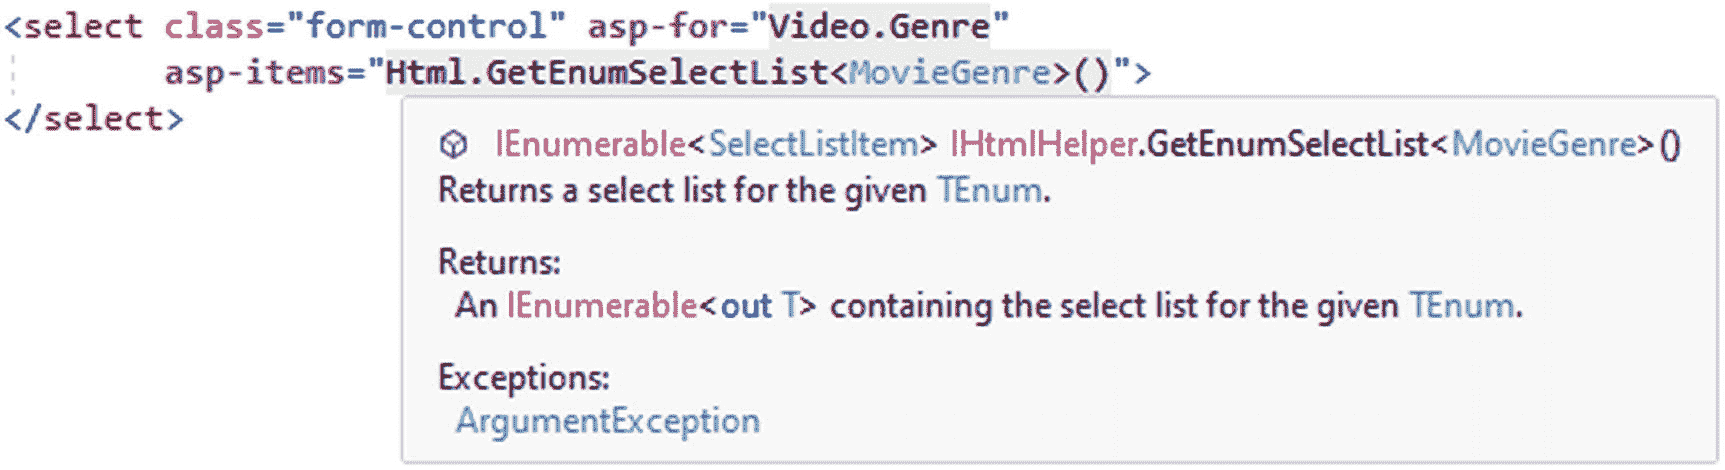 <select class="form-control" asp-for="Video.Genre"
asp-items="Html.GetEnumSelectList<MovieGenre>()">
</select>
IEnumerable<SelectListItem> IHtmlHelper.GetEnumSelectList<MovieGenre>()
Returns a select list for the given TEnum.
Returns:
An IEnumerable<out T> containing the select list for the given TEnum.
Exceptions:
ArgumentException